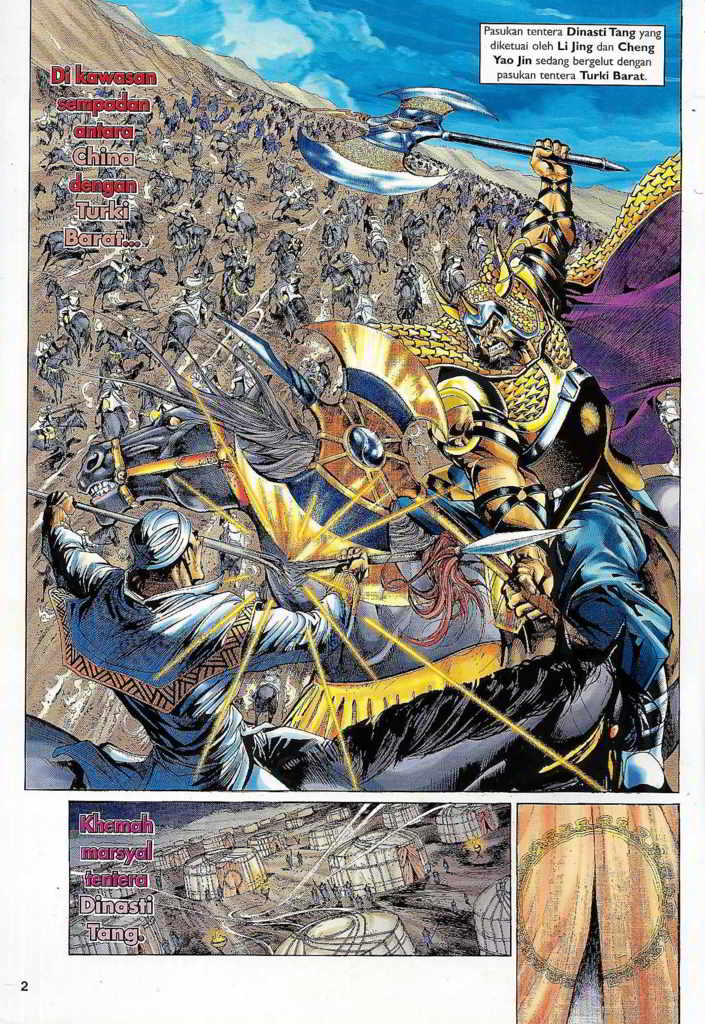 Pasukan tentera Dinasti Tang yang
diketuai oleh Li Jing dan Cheng
Yao Jin sedang bergelut dengan
pasukan tentera Turki Barat.
Di kawasan
sempadan
antara
China
dengan
Turki
Barat...
Khemah
marsyal
tentera
Dinasti
Tang.
2